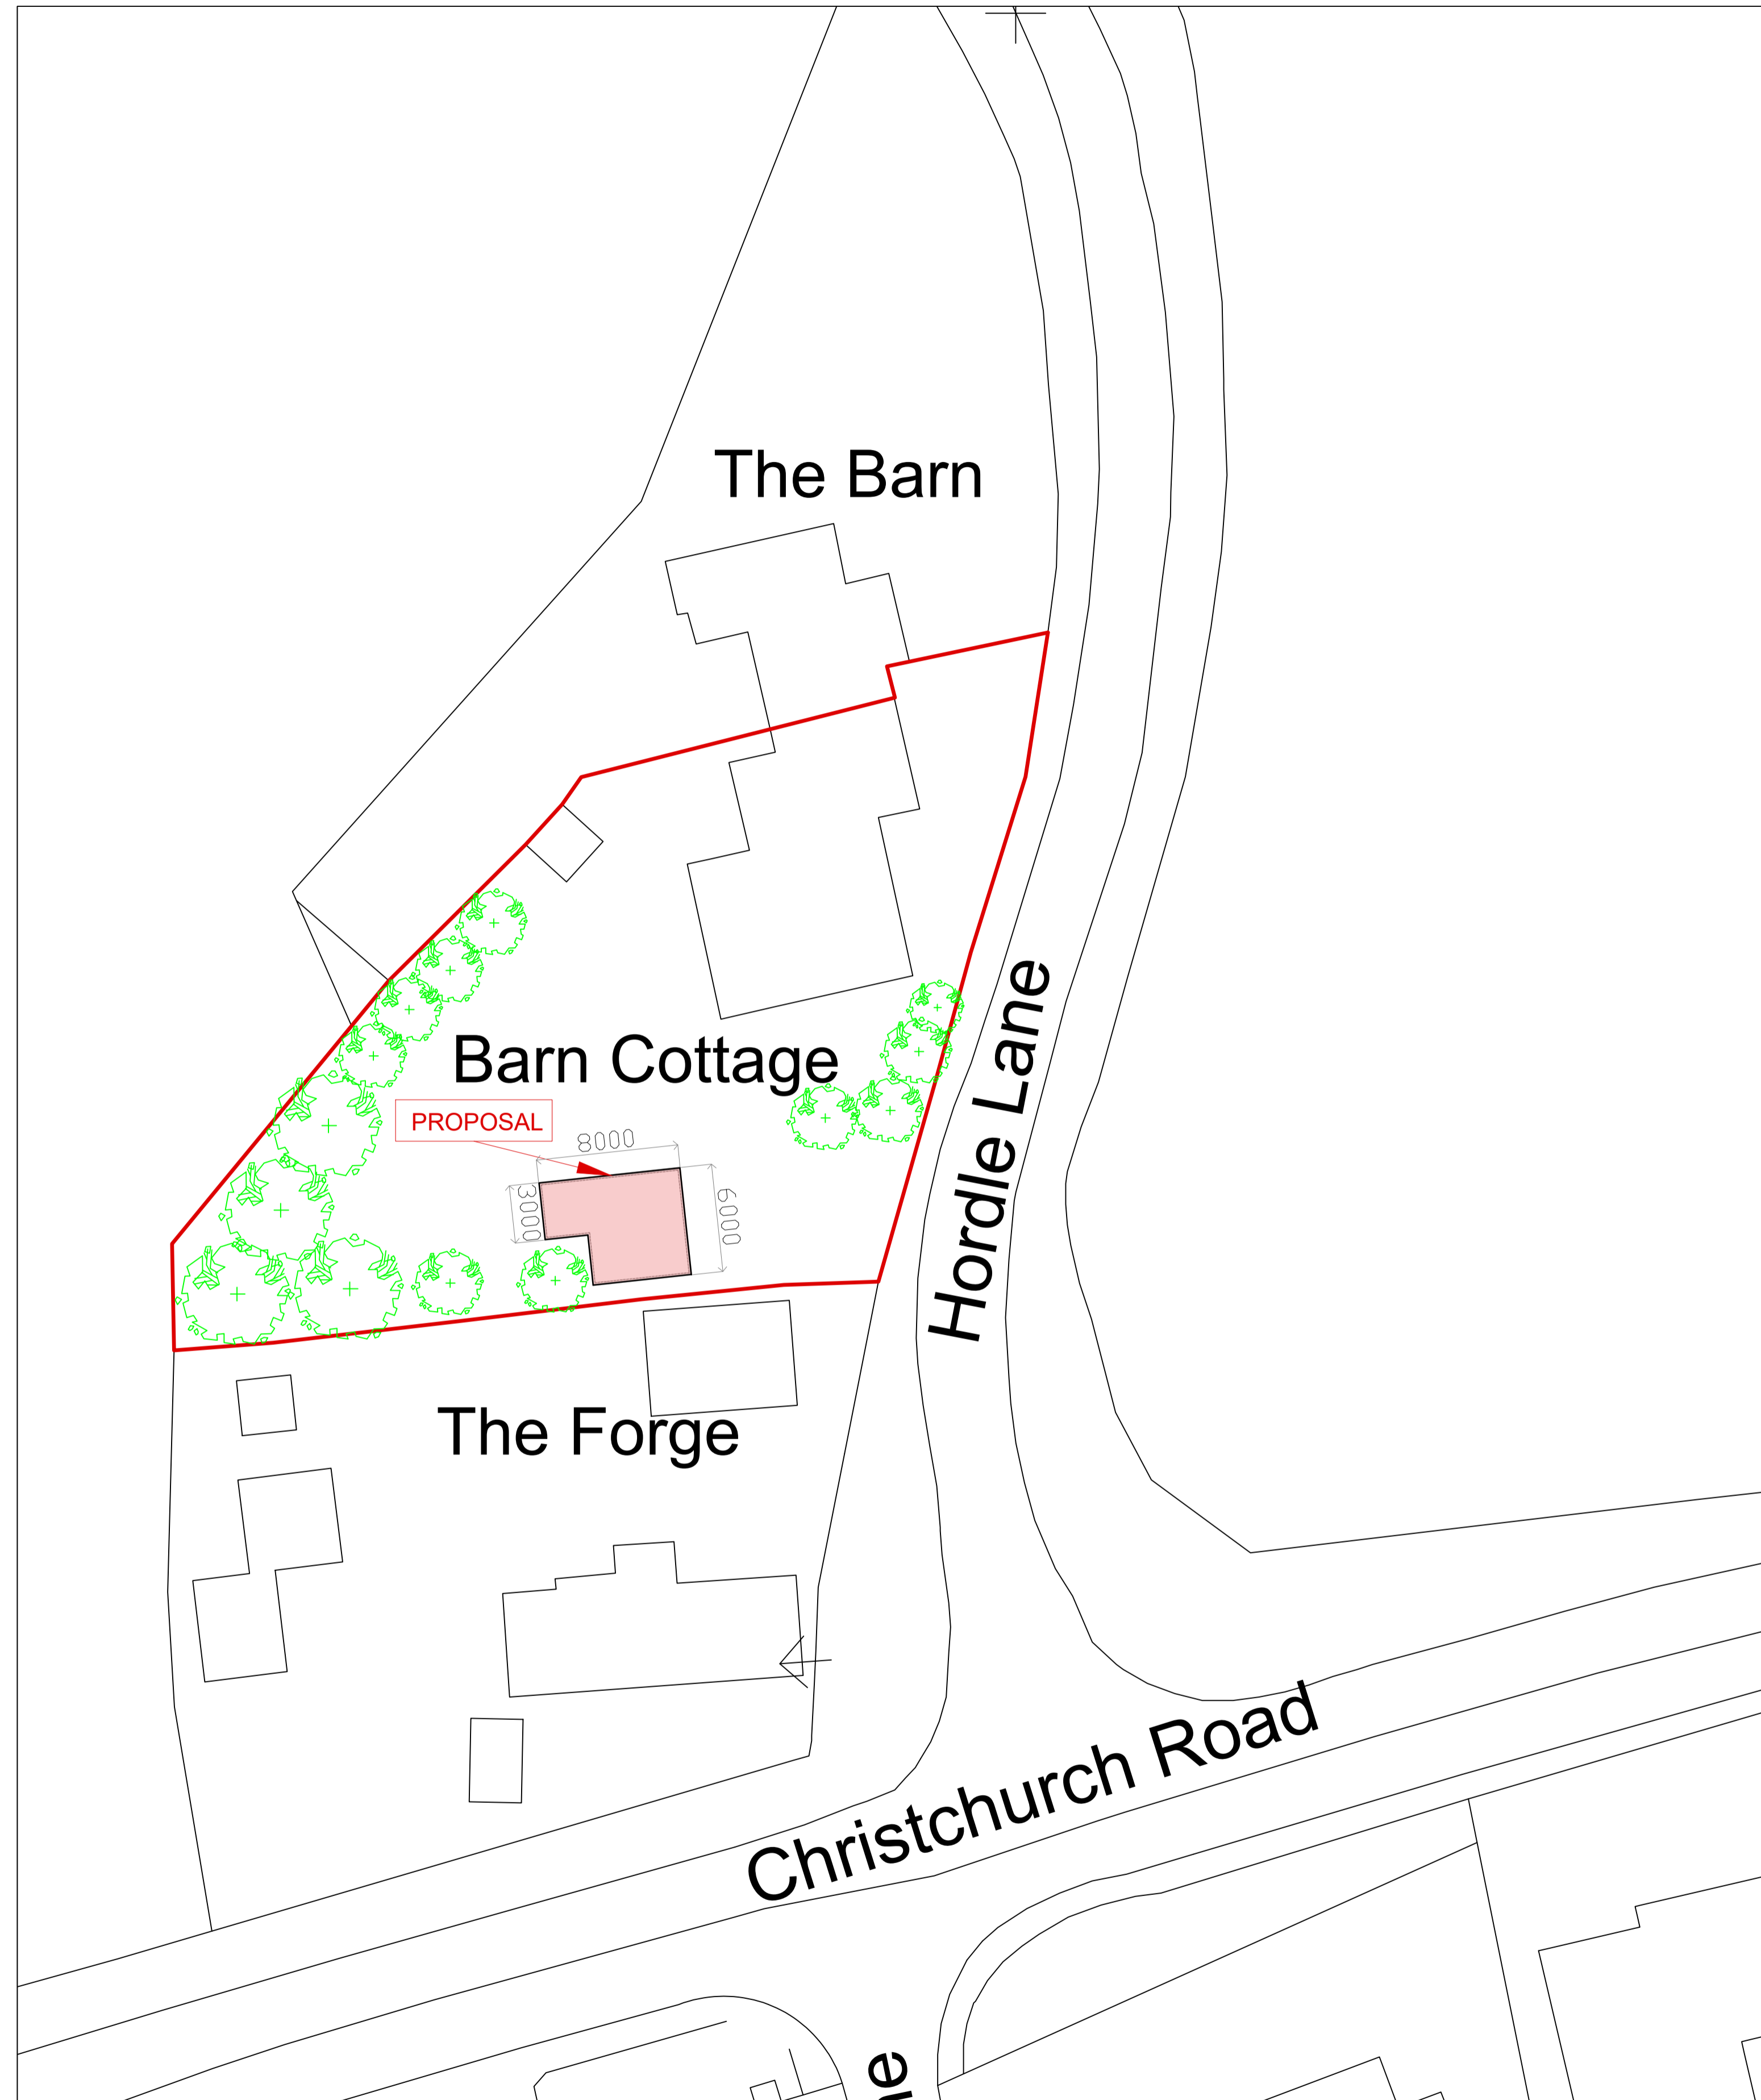 The Barn
Barn Cottage
PROPOSAL
8000
3000
6000
Hordle Lane
The Forge
Christchurch Road